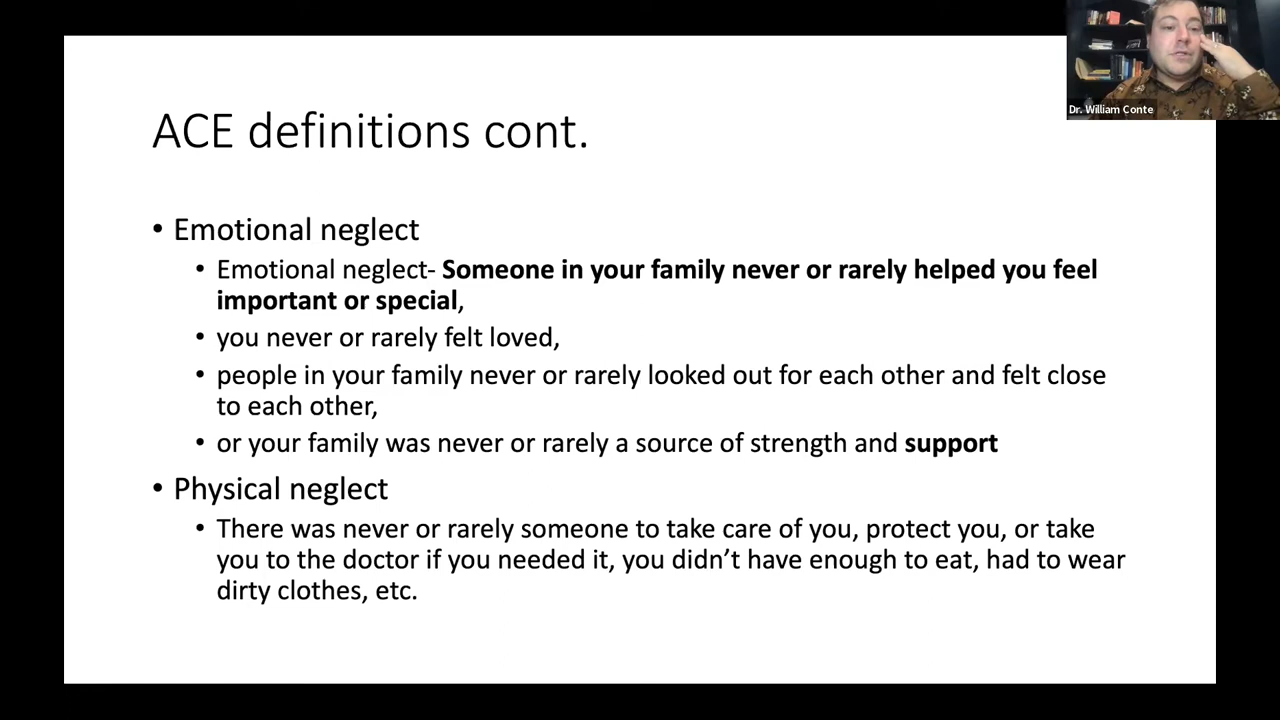 Dr. William Conte
ACE definitions cont.
• Emotional neglect
• Emotional neglect- Someone in your family never or rarely helped you feel
important or special,
• you never or rarely felt loved,
• people in your family never or rarely looked out for each other and felt close
to each other,
• or your family was never or rarely a source of strength and support
• Physical neglect
• There was never or rarely someone to take care of you, protect you, or take
you to the doctor if you needed it, you didn’t have enough to eat, had to wear
dirty clothes, etc.